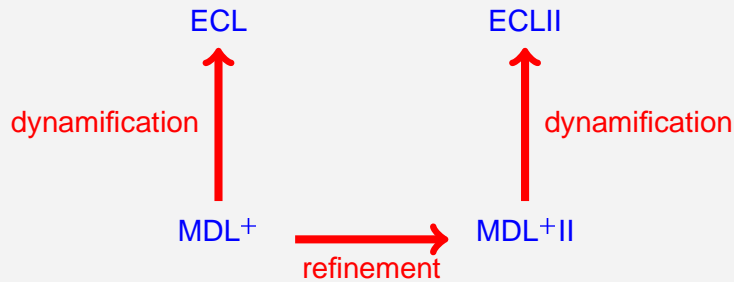 ECL ECLII
dynamification dynamification
MDL⁺ MDL⁺II
refinement